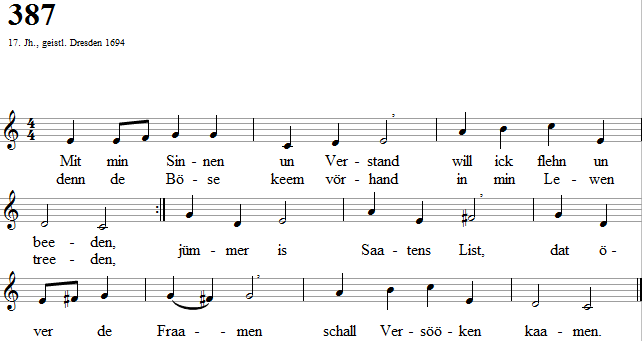 387
17. Jh., geistl. Dresden 1694
4
4
Mit min Sin - nen un Ver - stand will ick flehn un
denn de Bö - se keem vör - hand in min Le - wen
bee - den,
tree - den,
jüm - mer is Saa - tens List, dat ö -
ver de Fraa - - men schall Ver - söö - ken kaa - men.